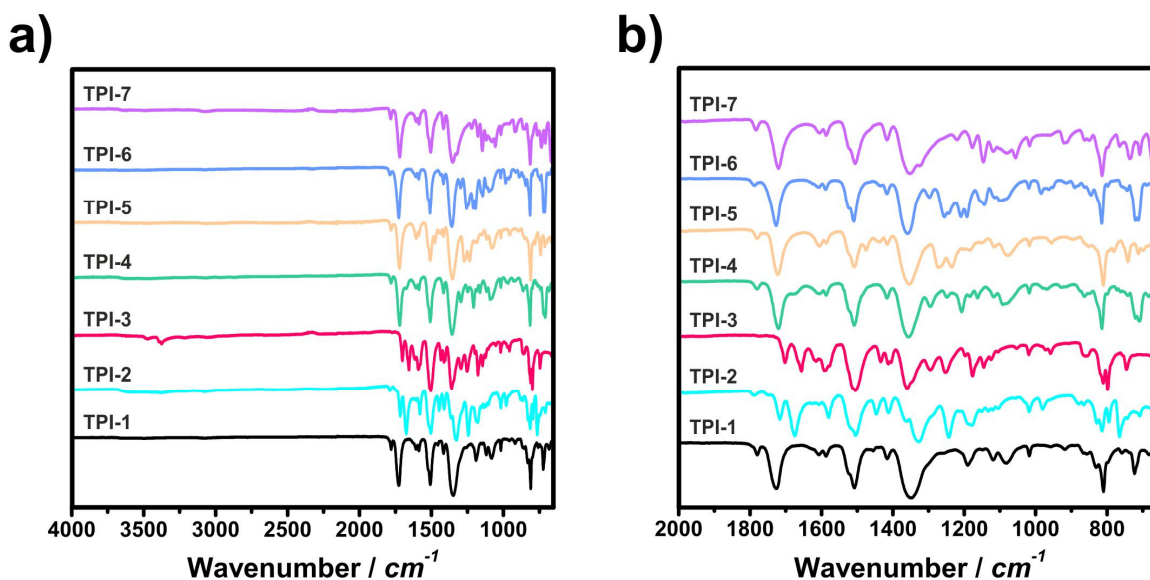 a)
TPI-7
TPI-6
TPI-5
TPI-4
TPI-3
TPI-2
TPI-1
4000 3500 3000 2500 2000 1500 1000
Wavenumber / cm⁻¹
b)
TPI-7
TPI-6
TPI-5
TPI-4
TPI-3
TPI-2
TPI-1
2000 1800 1600 1400 1200 1000 800
Wavenumber / cm⁻¹